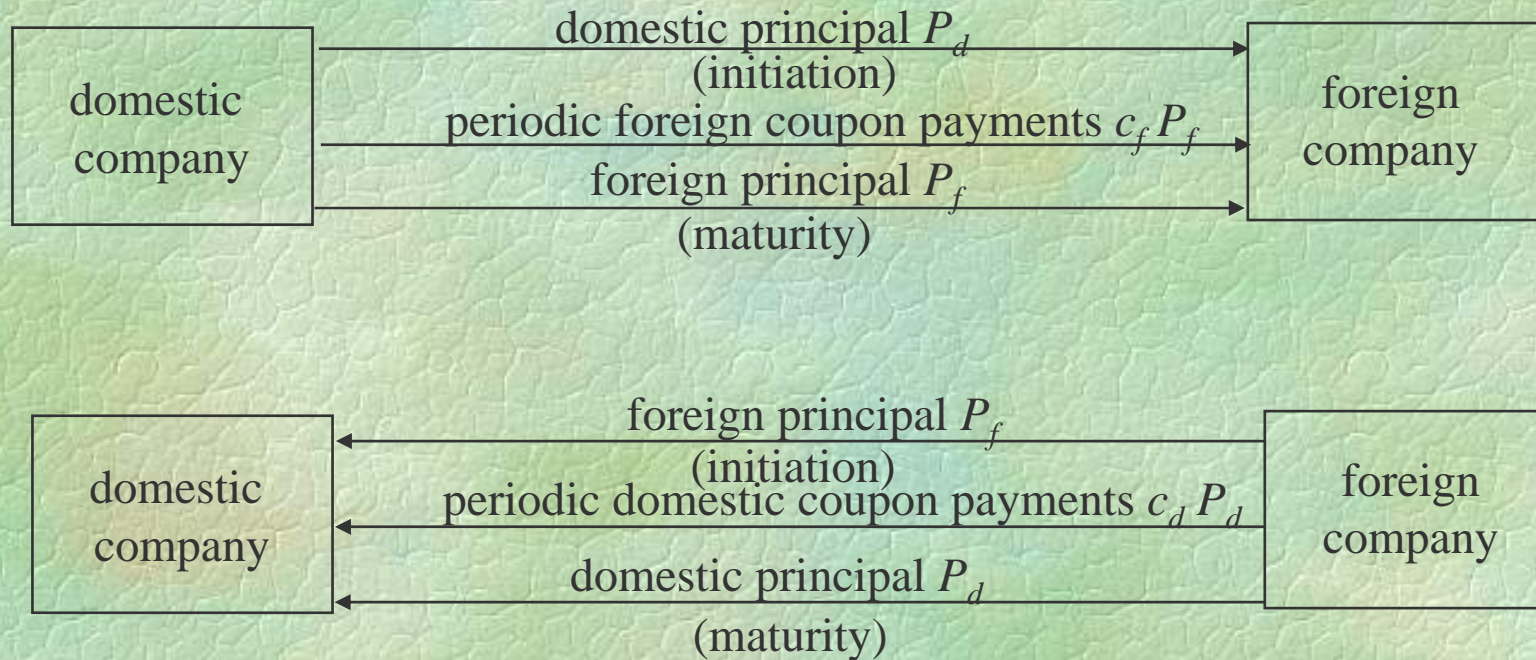 domestic principal P_d
(initiation)
domestic
company
foreign
company
periodic foreign coupon payments c_f P_f
foreign principal P_f
(maturity)
foreign principal P_f
(initiation)
domestic
company
foreign
company
periodic domestic coupon payments c_d P_d
domestic principal P_d
(maturity)